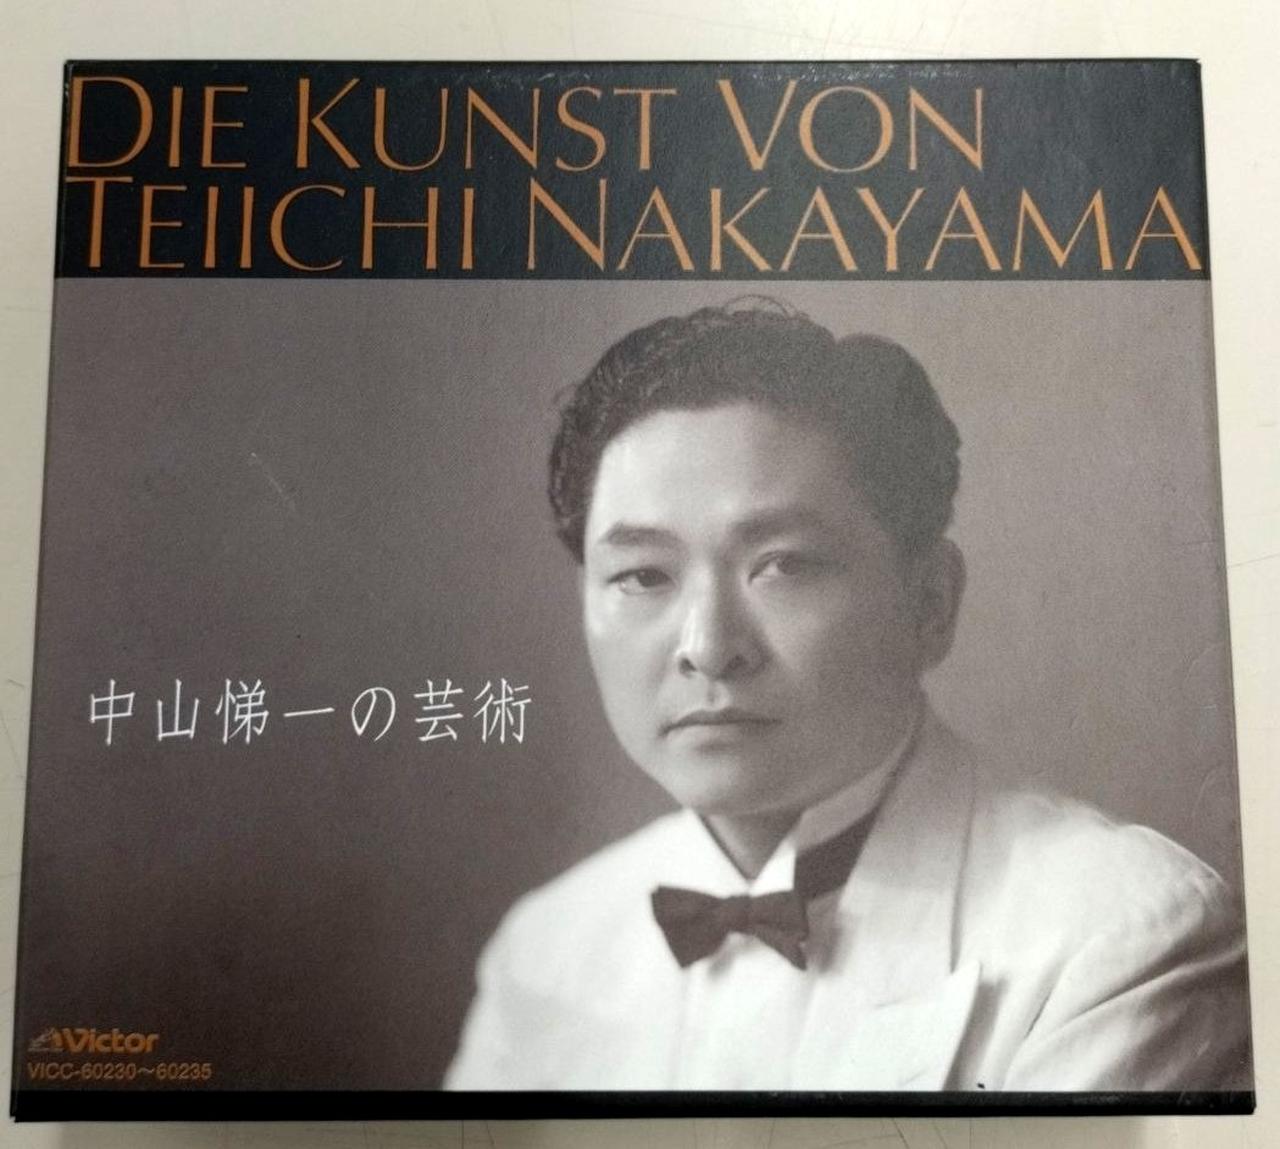 DIE KUNST VON
TEIICHI NAKAYAMA
中山悌一の芸術
Victor
VICC-60230〜60235